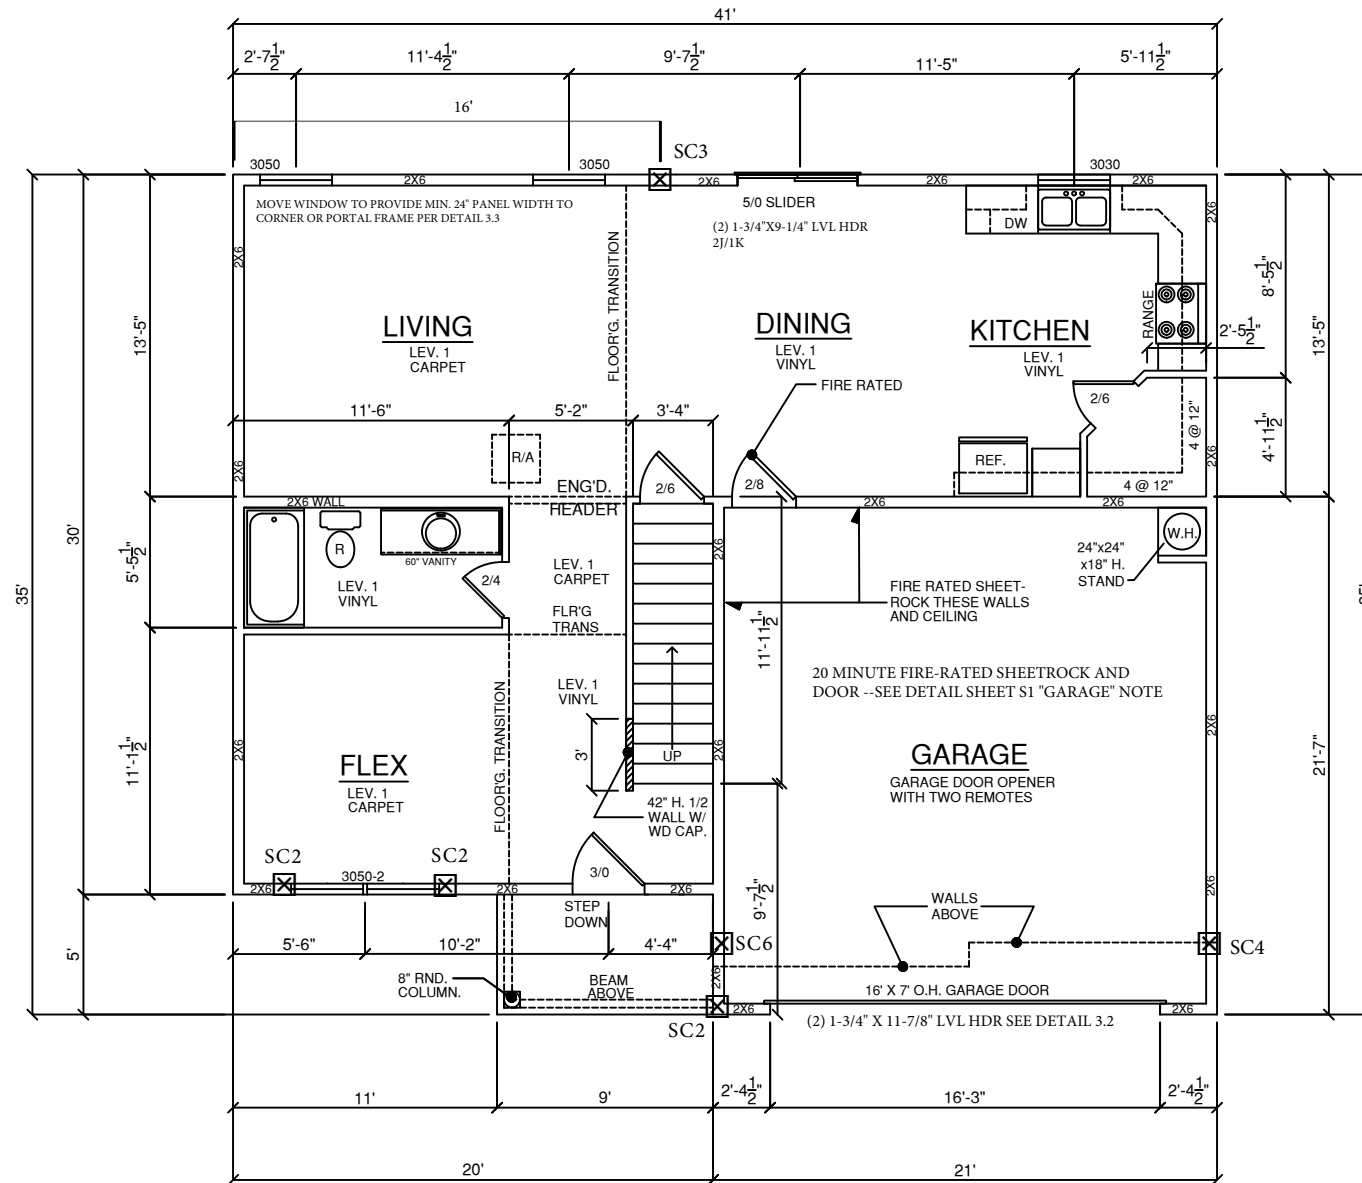 41'
2'-7 1/2"
11'-4 1/2"
9'-7 1/2"
11'-5"
5'-11 1/2"
16'
SC3
3050
2X6
3050
2X6
2X6
3030
2X6
MOVE WINDOW TO PROVIDE MIN. 24" PANEL WIDTH TO
CORNER OR PORTAL FRAME PER DETAIL 3.3
5/0 SLIDER
(2) 1-3/4"X9-1/4" LVL HDR
2J/1K
DW
2X6
2X6
FLOOR'G. TRANSITION
RANGE
8'-5 1/2"
2'-5 1/2"
13'-5"
13'-5"
LIVING
LEV. 1
CARPET
DINING
LEV. 1
VINYL
KITCHEN
LEV. 1
VINYL
FIRE RATED
2/6
4 @ 12"
4'-11 1/2"
11'-6"
5'-2"
3'-4"
R/A
2X6
2/6
2/8
REF.
4 @ 12"
2X6
ENG'D.
HEADER
2X6 WALL
2X6
2X6
30'
35'
5'-5 1/2"
R
60" VANITY
LEV. 1
VINYL
2/4
LEV. 1
CARPET
FLR'G
TRANS
2X6
W.H.
24"x24"
x18" H.
STAND
FIRE RATED SHEET-
ROCK THESE WALLS
AND CEILING
11'-11 1/2"
20 MINUTE FIRE-RATED SHEETROCK AND
DOOR --SEE DETAIL SHEET S1 "GARAGE" NOTE
LEV. 1
VINYL
FLOOR'G. TRANSITION
3'
UP
2X6
2X6
2X6
11'-1 1/2"
21'-7"
FLEX
LEV. 1
CARPET
GARAGE
GARAGE DOOR OPENER
WITH TWO REMOTES
42" H. 1/2
WALL W/
WD CAP.
SC2
SC2
2X6
3050-2
2X6
3/0
2X6
2X6
9'-7 1/2"
STEP
DOWN
WALLS
ABOVE
5'
5'-6"
10'-2"
4'-4"
SC6
SC4
8" RND.
COLUMN.
BEAM
ABOVE
2X6
16' X 7' O.H. GARAGE DOOR
SC2
2X6
(2) 1-3/4" X 11-7/8" LVL HDR SEE DETAIL 3.2
2X6
11'
9'
2'-4 1/2"
16'-3"
2'-4 1/2"
20'
21'